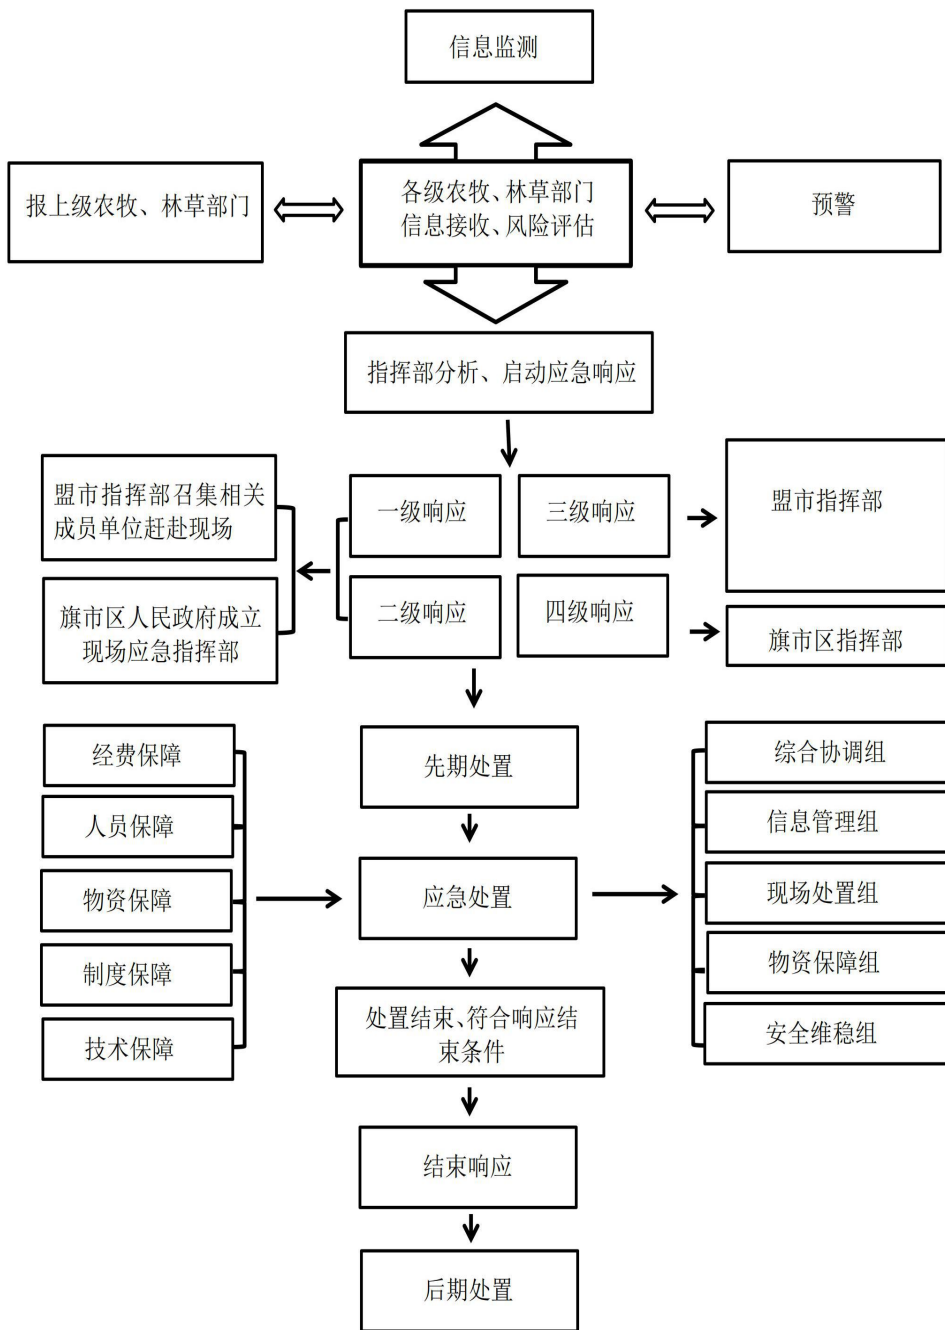 信息监测
报上级农牧、林草部门
各级农牧、林草部门
信息接收、风险评估
预警
指挥部分析、启动应急响应
盟市指挥部召集相关
成员单位赶赴现场
一级响应
三级响应
盟市指挥部
旗市区人民政府成立
现场应急指挥部
二级响应
四级响应
旗市区指挥部
经费保障
人员保障
物资保障
制度保障
技术保障
先期处置
应急处置
处置结束、符合响应结
束条件
结束响应
后期处置
综合协调组
信息管理组
现场处置组
物资保障组
安全维稳组